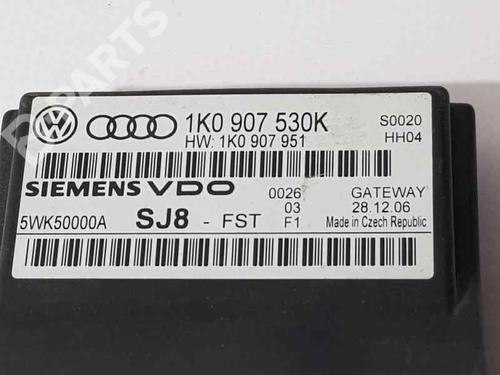 1K0 907 530K S0020
HW: 1K0 907 951 HH04
SIEMENS VDO 0026 GATEWAY
5WK50000A SJ8 - FST 03 28.12.06
F1 Made in Czech Republic